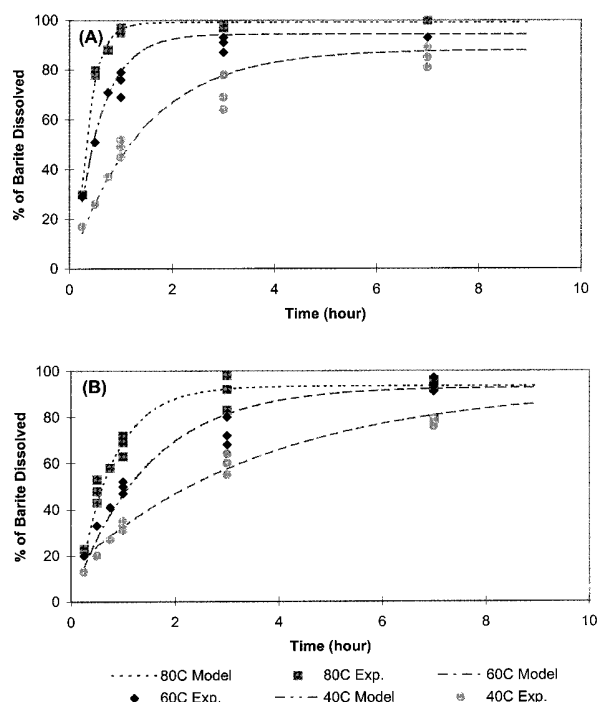 (A)
% of Barite Dissolved
100
80
60
40
20
0
0 2 4 6 8 10
Time (hour)
(B)
% of Barite Dissolved
100
80
60
40
20
0
0 2 4 6 8 10
Time (hour)
80C Model 80C Exp. 60C Model
60C Exp. 40C Model 40C Exp.